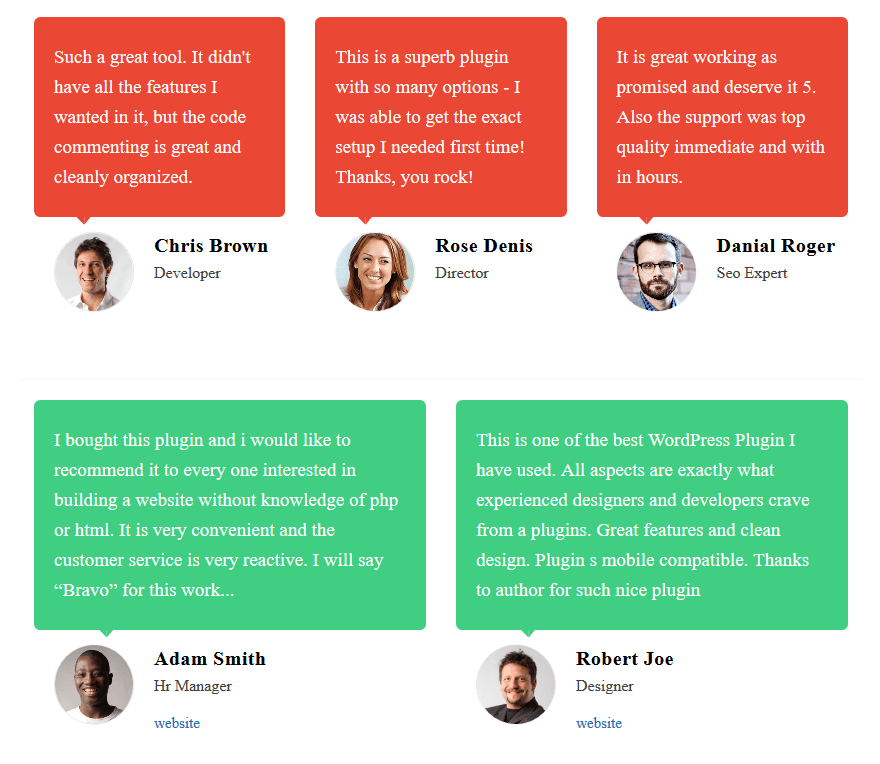 Such a great tool. It didn't
have all the features I
wanted in it, but the code
commenting is great and
cleanly organized.
Chris Brown
Developer
This is a superb plugin
with so many options - I
was able to get the exact
setup I needed first time!
Thanks, you rock!
Rose Denis
Director
It is great working as
promised and deserve it 5.
Also the support was top
quality immediate and with
in hours.
Danial Roger
Seo Expert
I bought this plugin and i would like to
recommend it to every one interested in
building a website without knowledge of php
or html. It is very convenient and the
customer service is very reactive. I will say
“Bravo” for this work...
Adam Smith
Hr Manager
website
This is one of the best WordPress Plugin I
have used. All aspects are exactly what
experienced designers and developers crave
from a plugins. Great features and clean
design. Plugin s mobile compatible. Thanks
to author for such nice plugin
Robert Joe
Designer
website